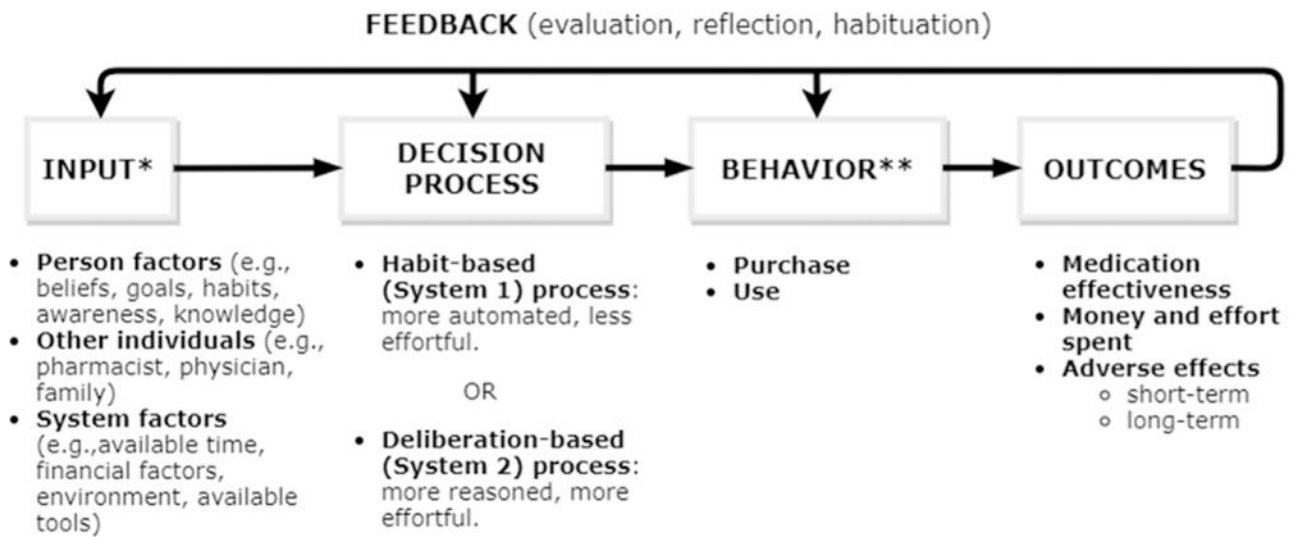 FEEDBACK (evaluation, reflection, habituation)
INPUT*
DECISION
PROCESS
BEHAVIOR**
OUTCOMES
• Person factors (e.g.,
beliefs, goals, habits,
awareness, knowledge)
• Other individuals (e.g.,
pharmacist, physician,
family)
• System factors
(e.g.,available time,
financial factors,
environment, available
tools)
• Habit-based
(System 1) process:
more automated, less
effortful.
OR
• Deliberation-based
(System 2) process:
more reasoned, more
effortful.
• Purchase
• Use
• Medication
effectiveness
• Money and effort
spent
• Adverse effects
○ short-term
○ long-term